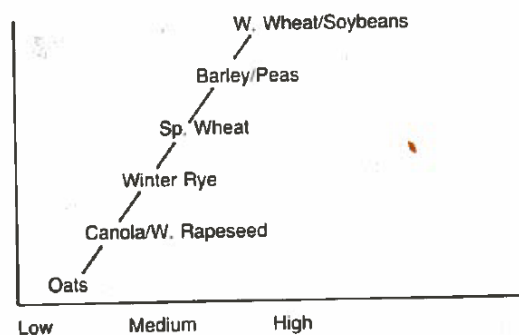 W. Wheat/Soybeans
Barley/Peas
Sp. Wheat
Winter Rye
Canola/W. Rapeseed
Oats
Low Medium High